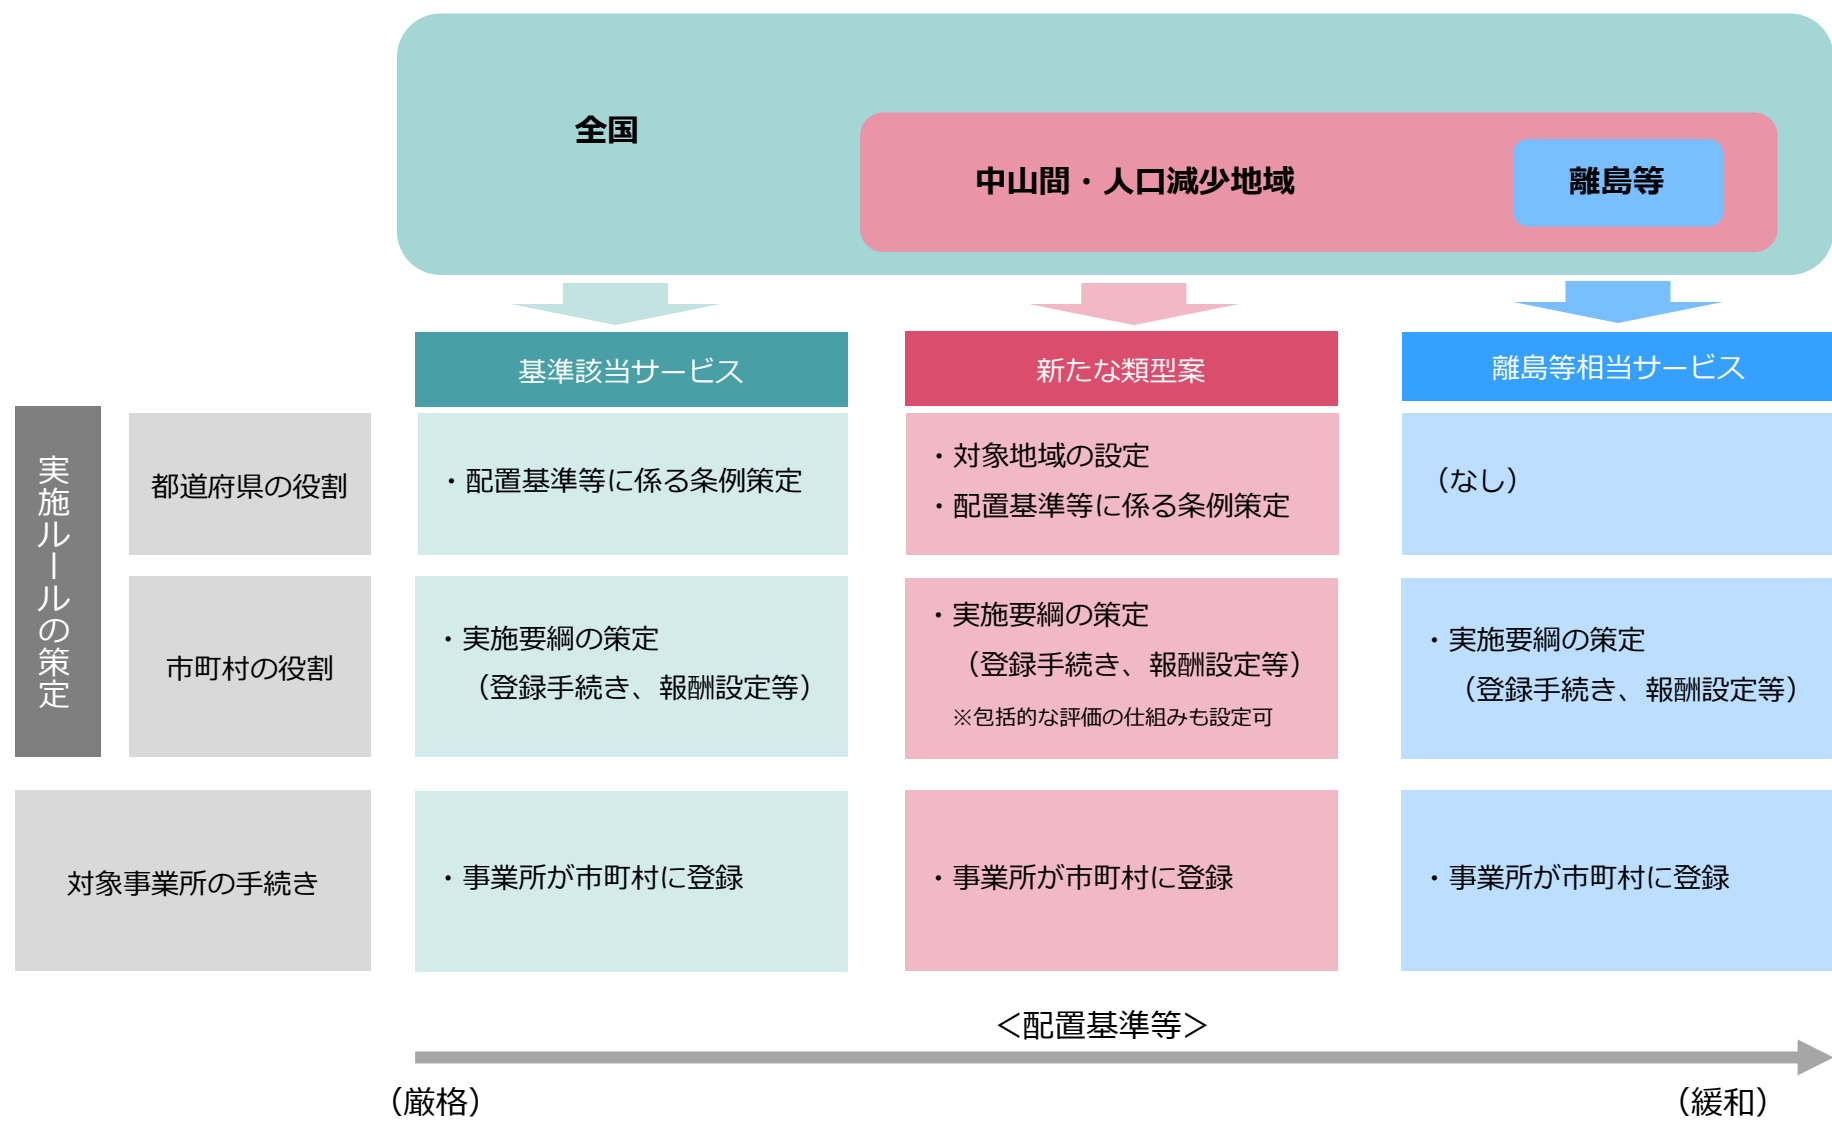 全国
中山間・人口減少地域
離島等
基準該当サービス
新たな類型案
離島等相当サービス
実施ルールの策定
都道府県の役割
・配置基準等に係る条例策定
・対象地域の設定
・配置基準等に係る条例策定
（なし）
市町村の役割
・実施要綱の策定
（登録手続き、報酬設定等）
・実施要綱の策定
（登録手続き、報酬設定等）
※包括的な評価の仕組みも設定可
・実施要綱の策定
（登録手続き、報酬設定等）
対象事業所の手続き
・事業所が市町村に登録
・事業所が市町村に登録
・事業所が市町村に登録
＜配置基準等＞
（厳格）
（緩和）